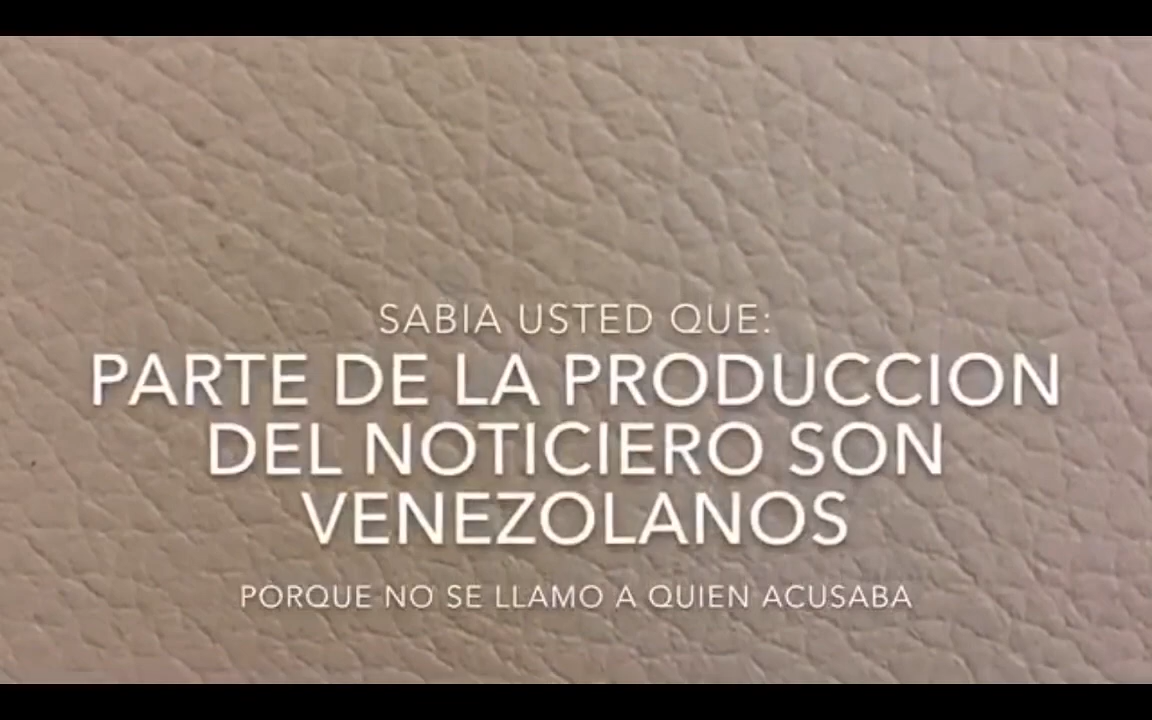 SABIA USTED QUE:
PARTE DE LA PRODUCCION
DEL NOTICIERO SON
VENEZOLANOS
PORQUE NO SE LLAMO A QUIEN ACUSABA